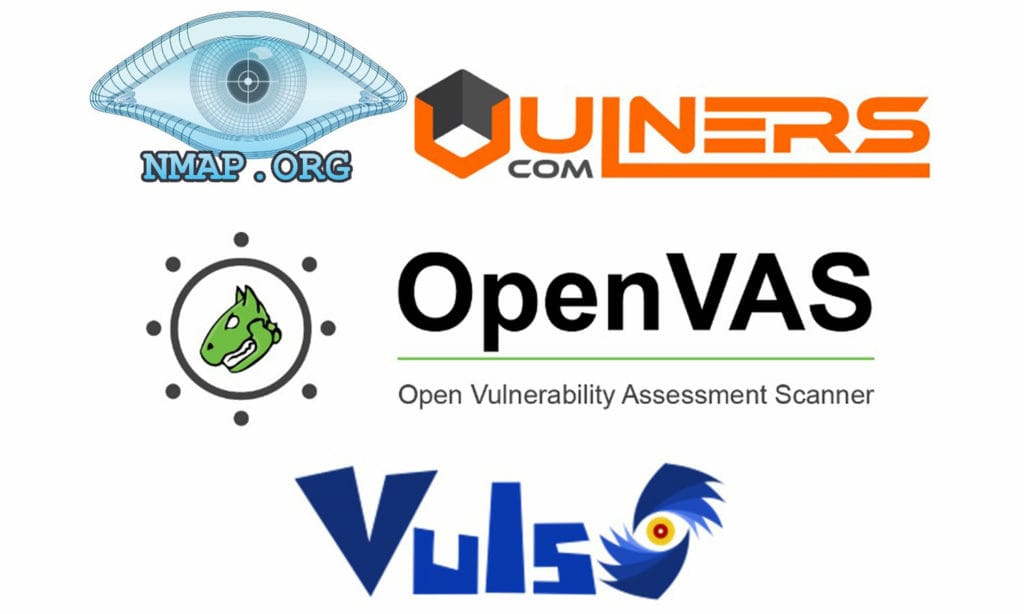 NMAP.ORG
VULNERS
COM
OpenVAS
Open Vulnerability Assessment Scanner
Vuls